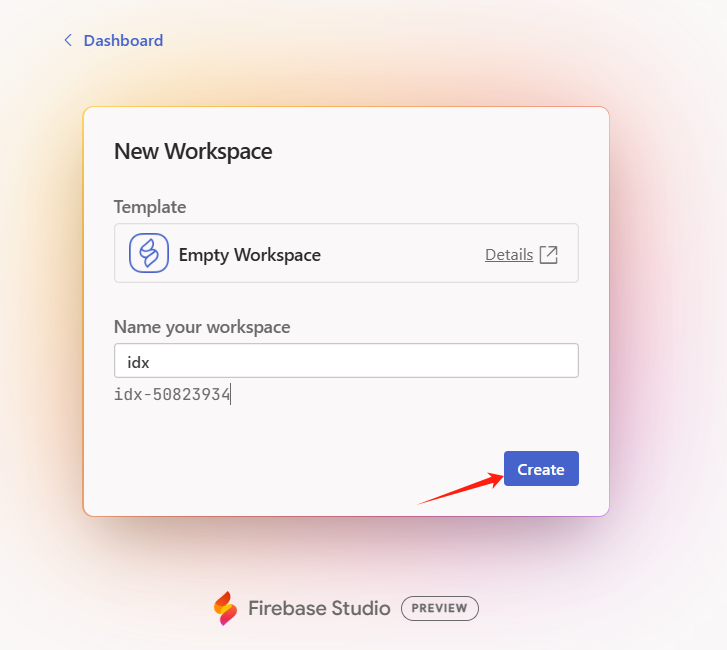 Dashboard
New Workspace
Template
Empty Workspace Details
Name your workspace
idx
idx-50823934
Create
Firebase Studio PREVIEW